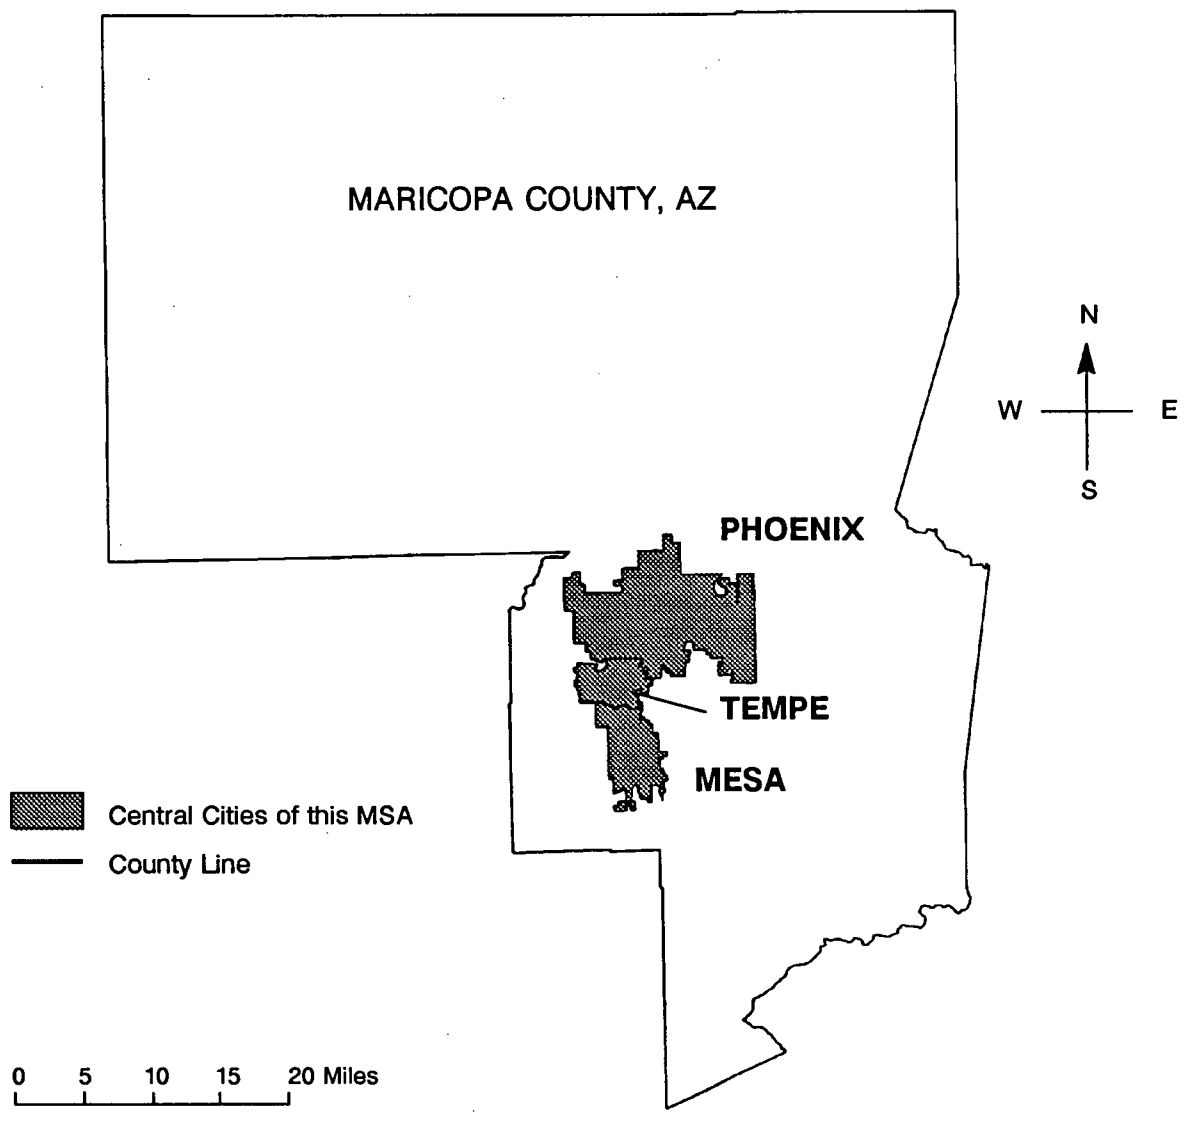 MARICOPA COUNTY, AZ
N
W E
S
PHOENIX
TEMPE
MESA
Central Cities of this MSA
County Line
0 5 10 15 20 Miles